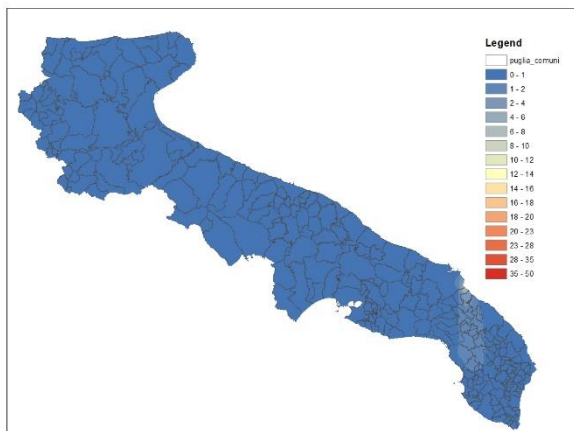 Legend
puglia_comuni
0 - 1
1 - 2
2 - 4
4 - 6
6 - 8
8 - 10
10 - 12
12 - 14
14 - 16
16 - 18
18 - 20
20 - 23
23 - 28
28 - 35
35 - 50